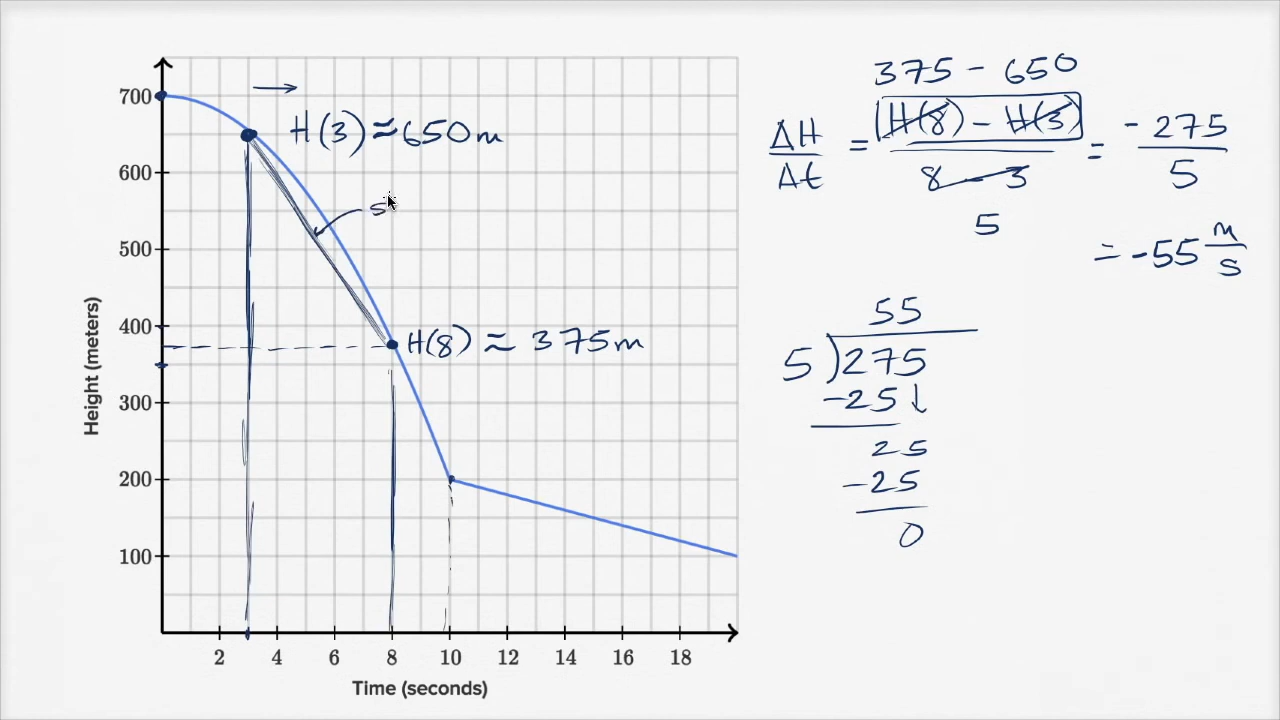 700
600
500
400
300
200
100
2 4 6 8 10 12 14 16 18
Height (meters)
Time (seconds)
H(3) ≈ 650 m
s
H(8) ≈ 375 m
375 - 650
ΔH/Δt = (H(8) - H(3))/(8 - 3) = -275/5
5
= -55 m/s
55
5)275
-25↓
25
-25
0